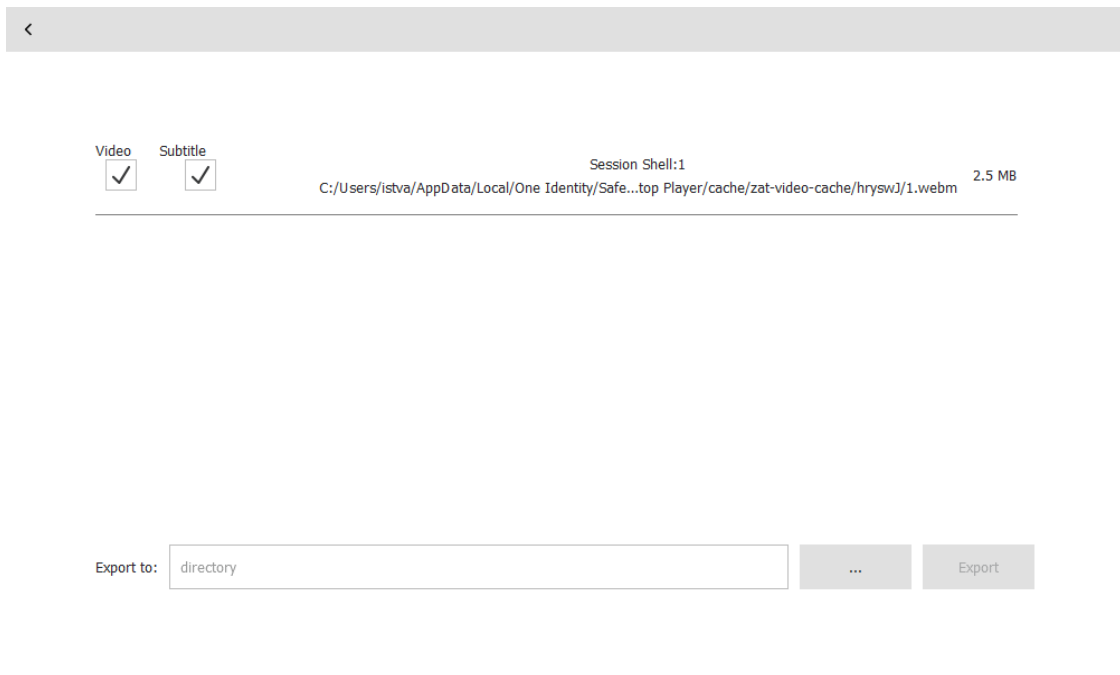 Video Subtitle
Session Shell:1
C:/Users/istva/AppData/Local/One Identity/Safe...top Player/cache/zat-video-cache/hryswJ/1.webm
2.5 MB
Export to: directory ... Export